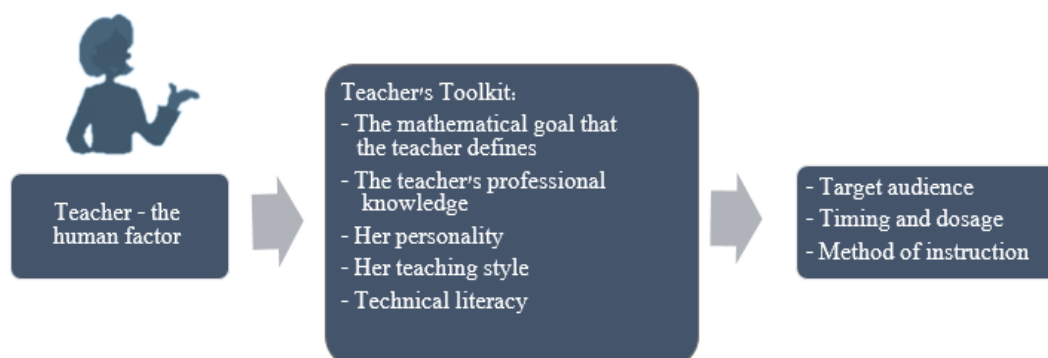 Teacher - the
human factor
Teacher's Toolkit:
- The mathematical goal that
the teacher defines
- The teacher's professional
knowledge
- Her personality
- Her teaching style
- Technical literacy
- Target audience
- Timing and dosage
- Method of instruction